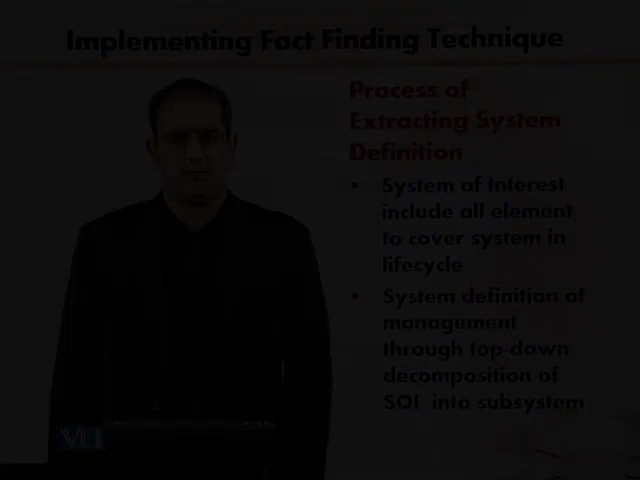 Implementing Fact Finding Technique
Process of
Extracting System
Definition
• System of Interest
include all element
to cover system in
lifecycle
• System definition of
management
through top-down
decomposition of
SOI into subsystem
VU